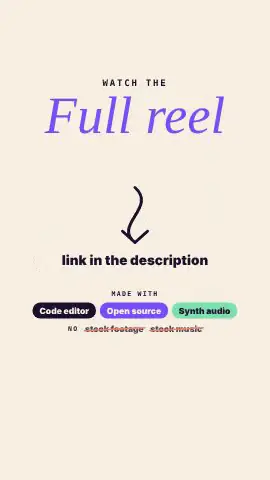 WATCH THE
Full reel
link in the description
MADE WITH
Code editor Open source Synth audio
NO stock footage stock music